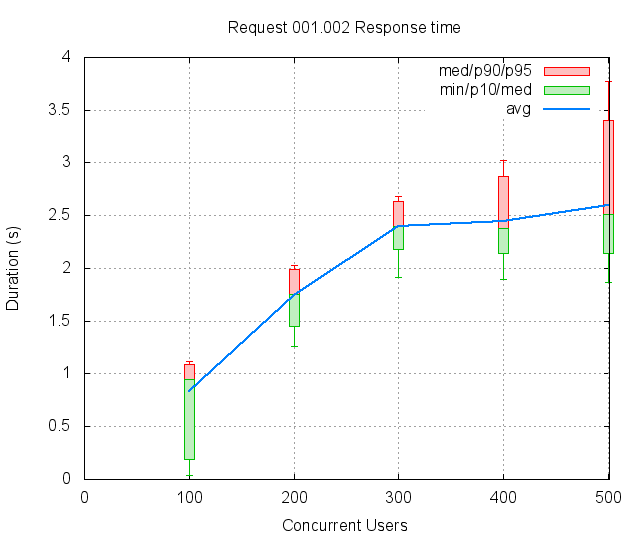 Request 001.002 Response time
4
3.5
3
2.5
2
1.5
1
0.5
0
Duration (s)
med/p90/p95
min/p10/med
avg
0 100 200 300 400 500
Concurrent Users